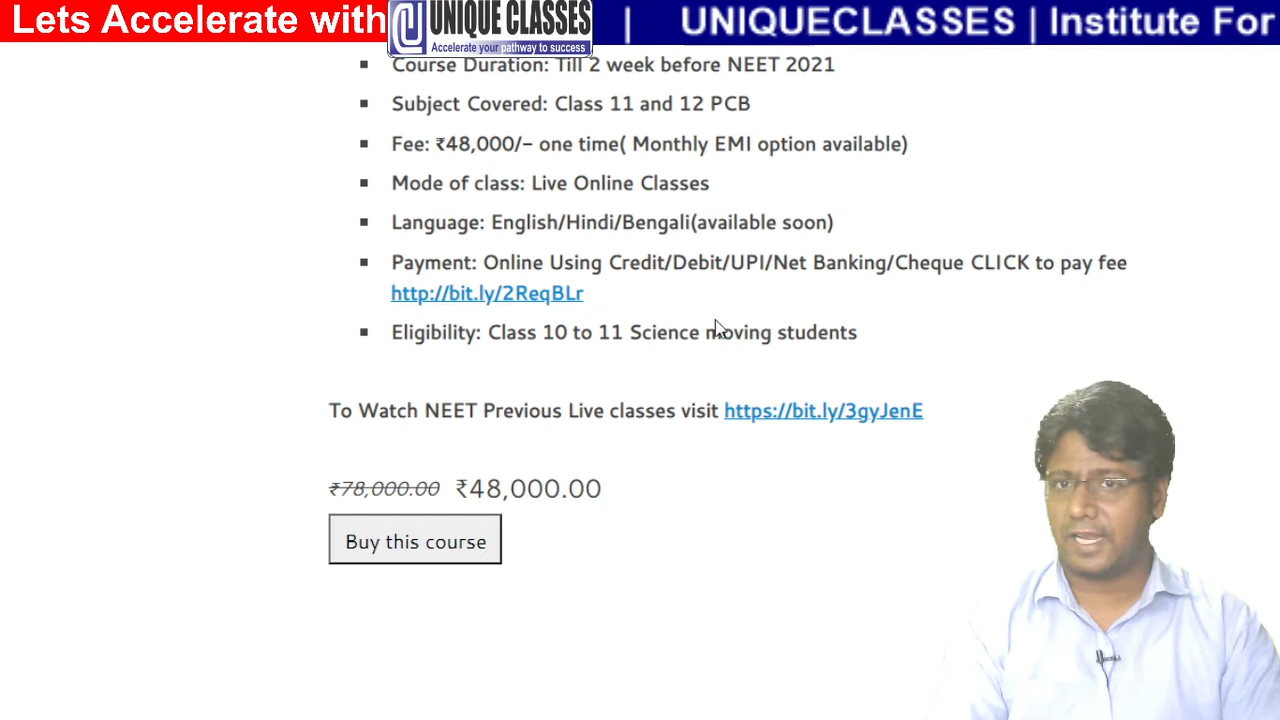 Lets Accelerate with
UNIQUE CLASSES
Accelerate your pathway to success
| UNIQUECLASSES | Institute For
Course Duration: Till 2 week before NEET 2021
Subject Covered: Class 11 and 12 PCB
Fee: ₹48,000/- one time( Monthly EMI option available)
Mode of class: Live Online Classes
Language: English/Hindi/Bengali(available soon)
Payment: Online Using Credit/Debit/UPI/Net Banking/Cheque CLICK to pay fee
http://bit.ly/2ReqBLr
Eligibility: Class 10 to 11 Science moving students
To Watch NEET Previous Live classes visit https://bit.ly/3gyJenE
₹78,000.00 ₹48,000.00
Buy this course